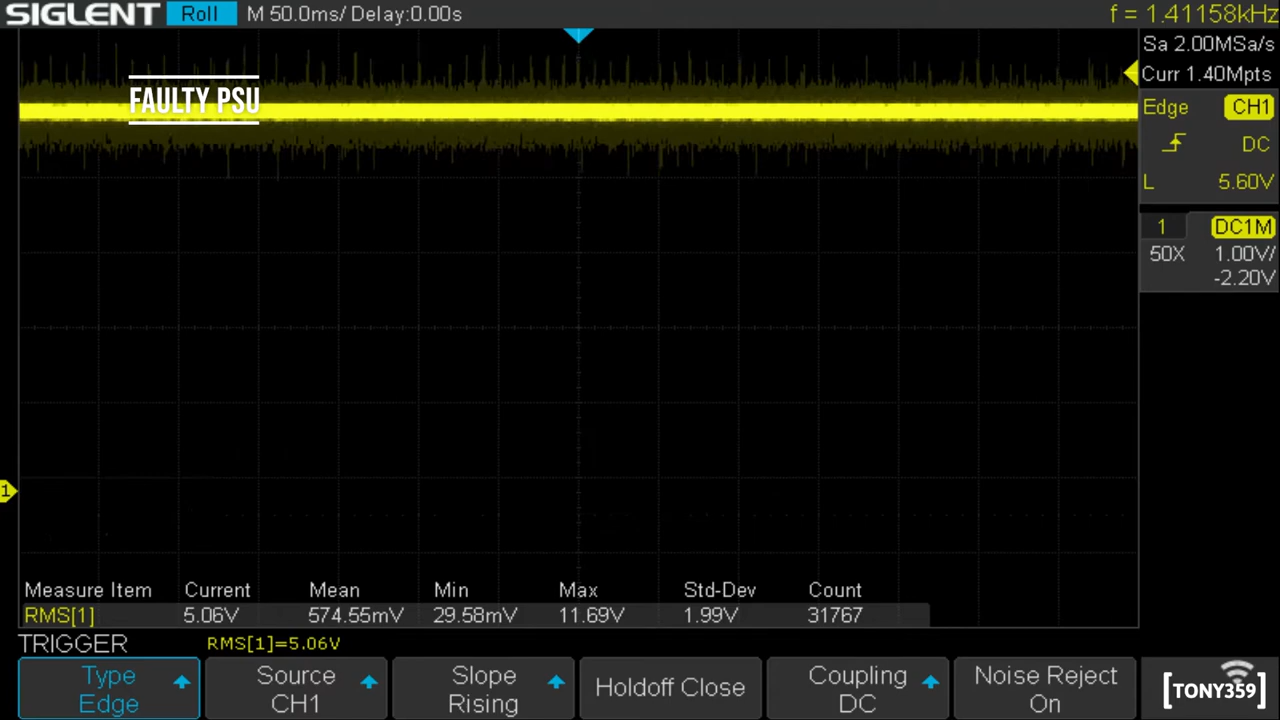 SIGLENT Roll M 50.0ms/ Delay:0.00s f = 1.41158kHz
Sa 2.00MSa/s
Curr 1.40Mpts
FAULTY PSU
Edge CH1
DC
L 5.60V
1 DC1M
50X 1.00V/
-2.20V
1
Measure Item Current Mean Min Max Std-Dev Count
RMS[1] 5.06V 574.55mV 29.58mV 11.69V 1.99V 31767
TRIGGER RMS[1]=5.06V
Type Edge
Source CH1
Slope Rising
Holdoff Close
Coupling DC
Noise Reject On
[TONY359]